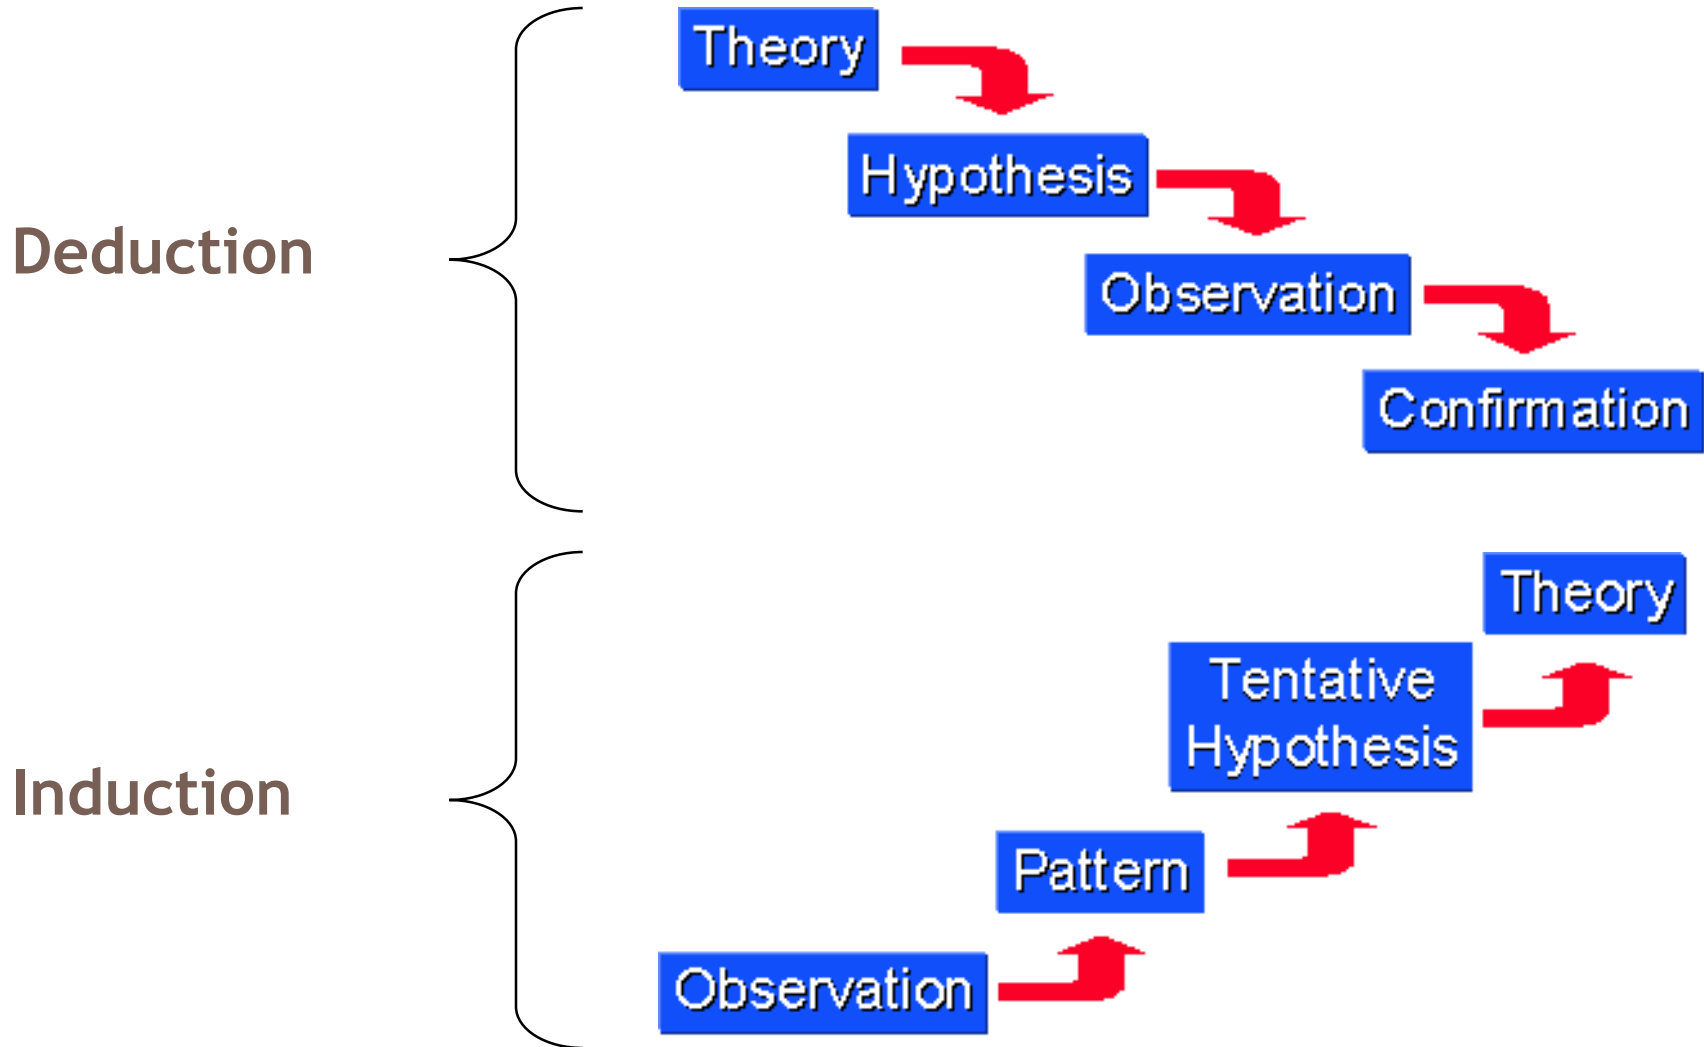 Deduction
Theory
Hypothesis
Observation
Confirmation
Induction
Theory
Tentative
Hypothesis
Pattern
Observation